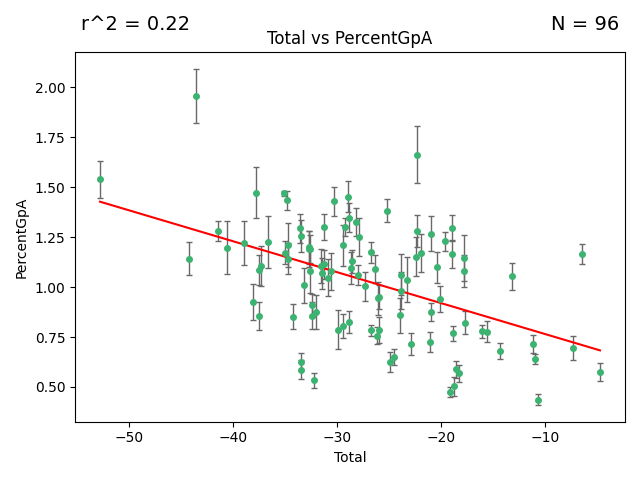 r^2 = 0.22
N = 96
Total vs PercentGpA
PercentGpA
2.00
1.75
1.50
1.25
1.00
0.75
0.50
−50
−40
−30
−20
−10
Total